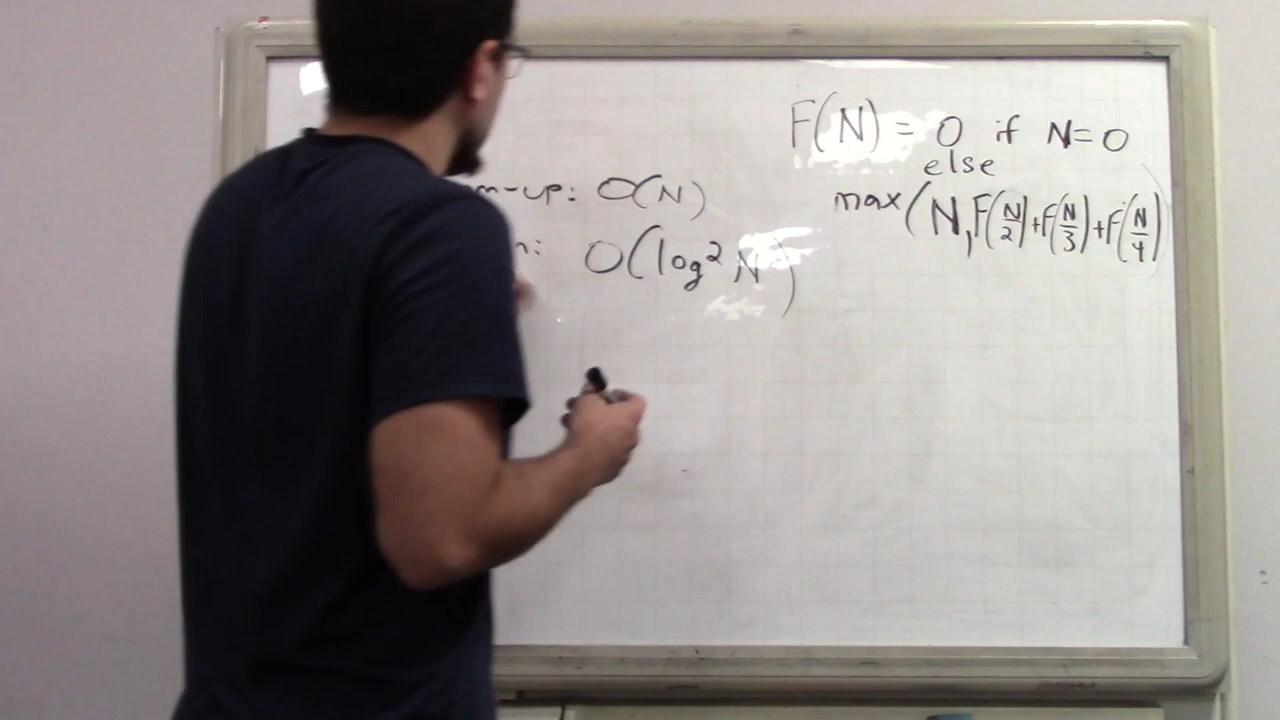 F(N) = 0 if N=0
else
max(N, F(N/2)+F(N/3)+F(N/4))
m-up: O(N)
n: O(log² N)